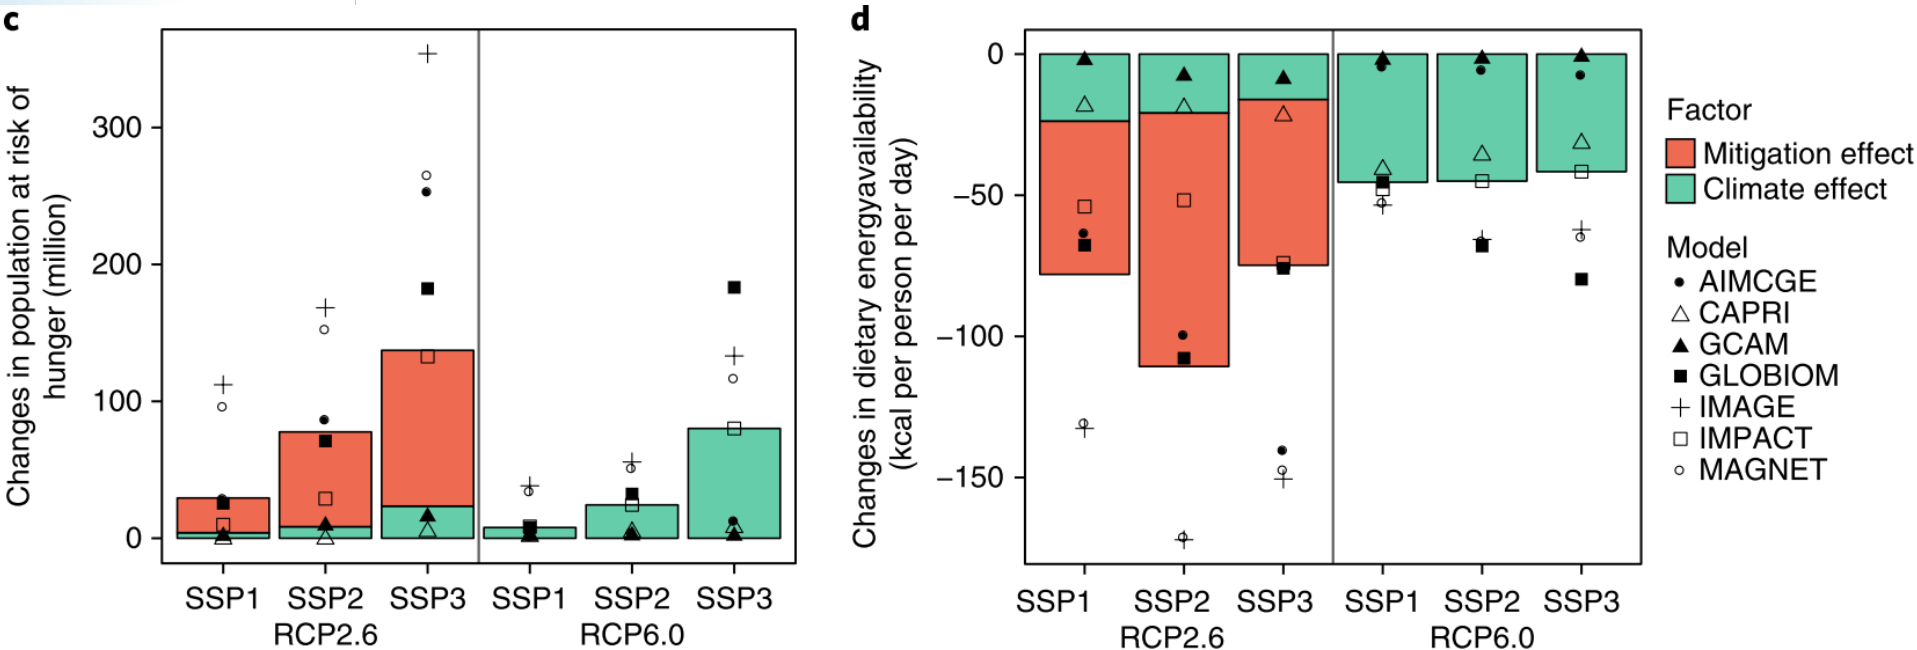 c
Changes in population at risk of
hunger (million)
300
200
100
0
SSP1 SSP2 SSP3 SSP1 SSP2 SSP3
RCP2.6 RCP6.0
d
Changes in dietary energyavailability
(kcal per person per day)
0
−50
−100
−150
SSP1 SSP2 SSP3 SSP1 SSP2 SSP3
RCP2.6 RCP6.0
Factor
Mitigation effect
Climate effect
Model
AIMCGE
CAPRI
GCAM
GLOBIOM
IMAGE
IMPACT
MAGNET